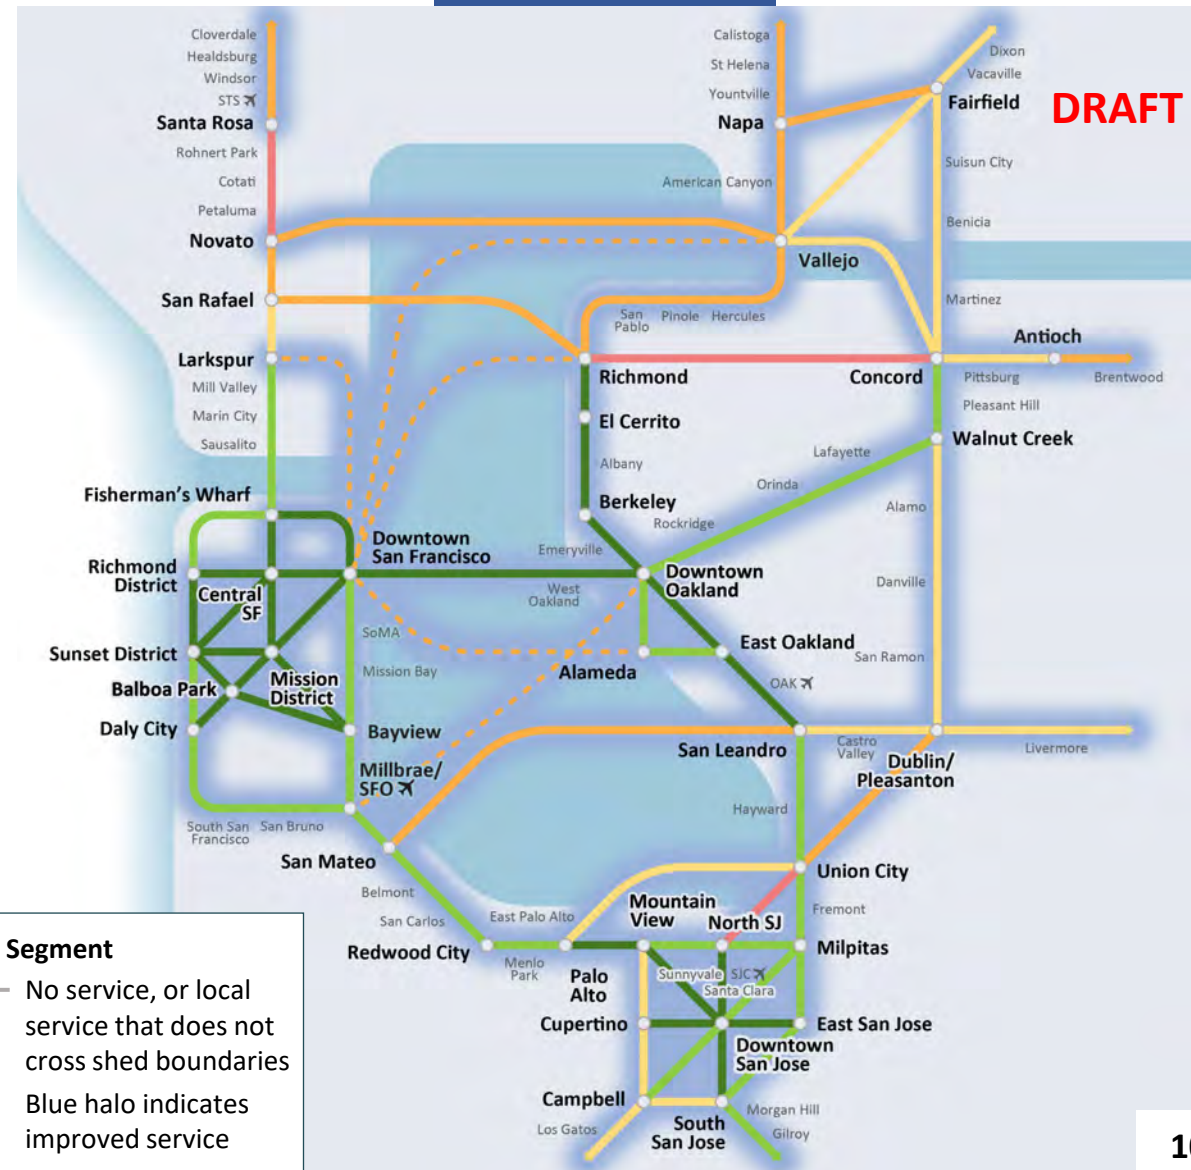 Cloverdale
Healdsburg
Windsor
STS
Santa Rosa
Rohnert Park
Cotati
Petaluma
Novato
San Rafael
Larkspur
Mill Valley
Marin City
Sausalito
Calistoga
St Helena
Yountville
Napa
American Canyon
Dixon
Vacaville
Fairfield
DRAFT
Suisun City
Benicia
Vallejo
Martinez
San
Pablo
Pinole
Hercules
Antioch
Richmond
Concord
Pittsburg
Brentwood
Pleasant Hill
El Cerrito
Walnut Creek
Albany
Lafayette
Orinda
Berkeley
Rockridge
Alamo
Fisherman's Wharf
Downtown
San Francisco
Emeryville
Richmond
District
Central
SF
West
Oakland
Downtown
Oakland
Danville
SoMA
Sunset District
East Oakland
San Ramon
Mission Bay
Alameda
Balboa Park
Mission
District
OAK
Daly City
Bayview
San Leandro
Castro
Valley
Livermore
Dublin/
Pleasanton
Millbrae/
SFO
Hayward
South San
Francisco
San Bruno
San Mateo
Union City
Belmont
Mountain
View
North SJ
Fremont
San Carlos
East Palo Alto
Redwood City
Menlo
Park
Palo
Alto
Sunnyvale
SJC
Santa Clara
Milpitas
Cupertino
East San Jose
Downtown
San Jose
Campbell
Los Gatos
South
San Jose
Morgan Hill
Gilroy
Segment
No service, or local
service that does not
cross shed boundaries
Blue halo indicates
improved service